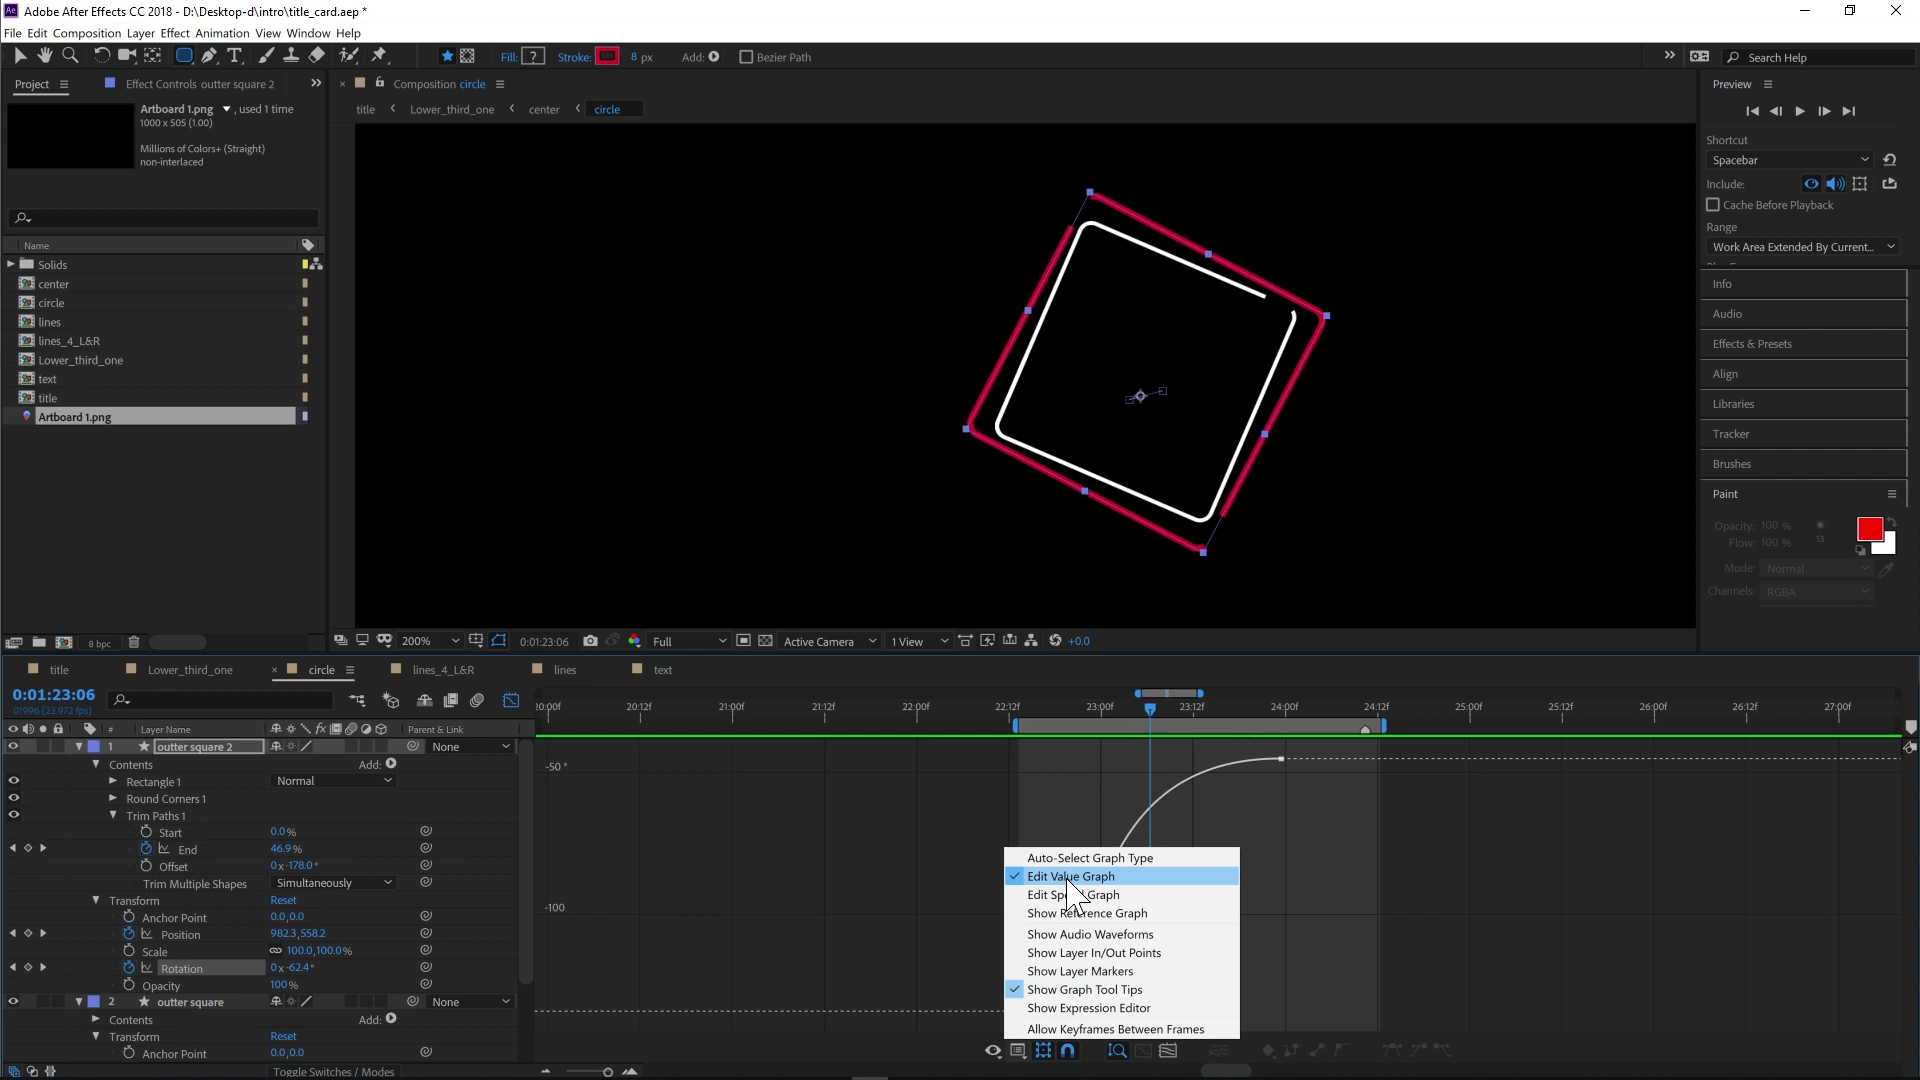 Adobe After Effects CC 2018 - D:\Desktop-d\intro\title_card.aep *
File Edit Composition Layer Effect Animation View Window Help
Fill: ? Stroke: 8 px Add: Bezier Path Search Help
Project Effect Controls outter square 2 Composition circle Preview
Artboard 1.png , used 1 time
1000 x 505 (1.00)
Millions of Colors+ (Straight)
non-interlaced
title Lower_third_one center circle
Shortcut
Spacebar
Include:
Cache Before Playback
Range
Work Area Extended By Current...
Name
Solids
center
circle
lines
lines_4_L&R
Lower_third_one
text
title
Artboard 1.png
Info
Audio
Effects & Presets
Align
Libraries
Tracker
Brushes
Paint
Opacity: 100 %
Flow: 100 %
13
Mode: Normal
Channels: RGBA
8 bpc
200% 0:01:23:06 Full Active Camera 1 View +0.0
title Lower_third_one circle lines_4_L&R lines text
0:01:23:06
01996 (23.972 fps)
20:00f 20:12f 21:00f 21:12f 22:00f 22:12f 23:00f 23:12f 24:00f 24:12f 25:00f 25:12f 26:00f 26:12f 27:00f
# Layer Name Parent & Link
1 outter square 2 None
Contents Add:
Rectangle 1 Normal
Round Corners 1
Trim Paths 1
Start 0.0%
End 46.9%
Offset 0x-178.0°
Trim Multiple Shapes Simultaneously
Transform Reset
Anchor Point 0.0,0.0
Position 982.3,558.2
Scale 100.0,100.0%
Rotation 0x-62.4°
Opacity 100%
2 outter square None
Contents Add:
Transform Reset
Anchor Point 0.0,0.0
Toggle Switches / Modes
-50 °
-100
Auto-Select Graph Type
Edit Value Graph
Edit Sp Graph
Show Reference Graph
Show Audio Waveforms
Show Layer In/Out Points
Show Layer Markers
Show Graph Tool Tips
Show Expression Editor
Allow Keyframes Between Frames